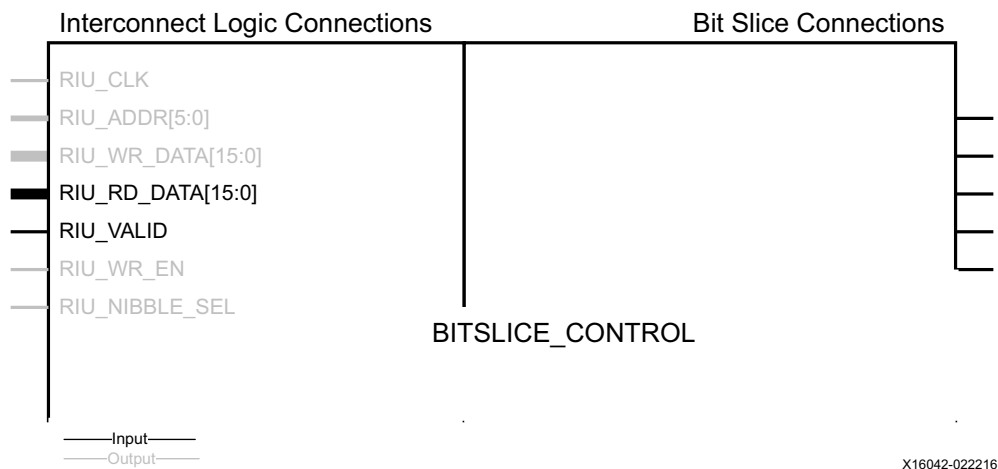 Interconnect Logic Connections
Bit Slice Connections
RIU_CLK
RIU_ADDR[5:0]
RIU_WR_DATA[15:0]
RIU_RD_DATA[15:0]
RIU_VALID
RIU_WR_EN
RIU_NIBBLE_SEL
BITSLICE_CONTROL
Input
Output
X16042-022216